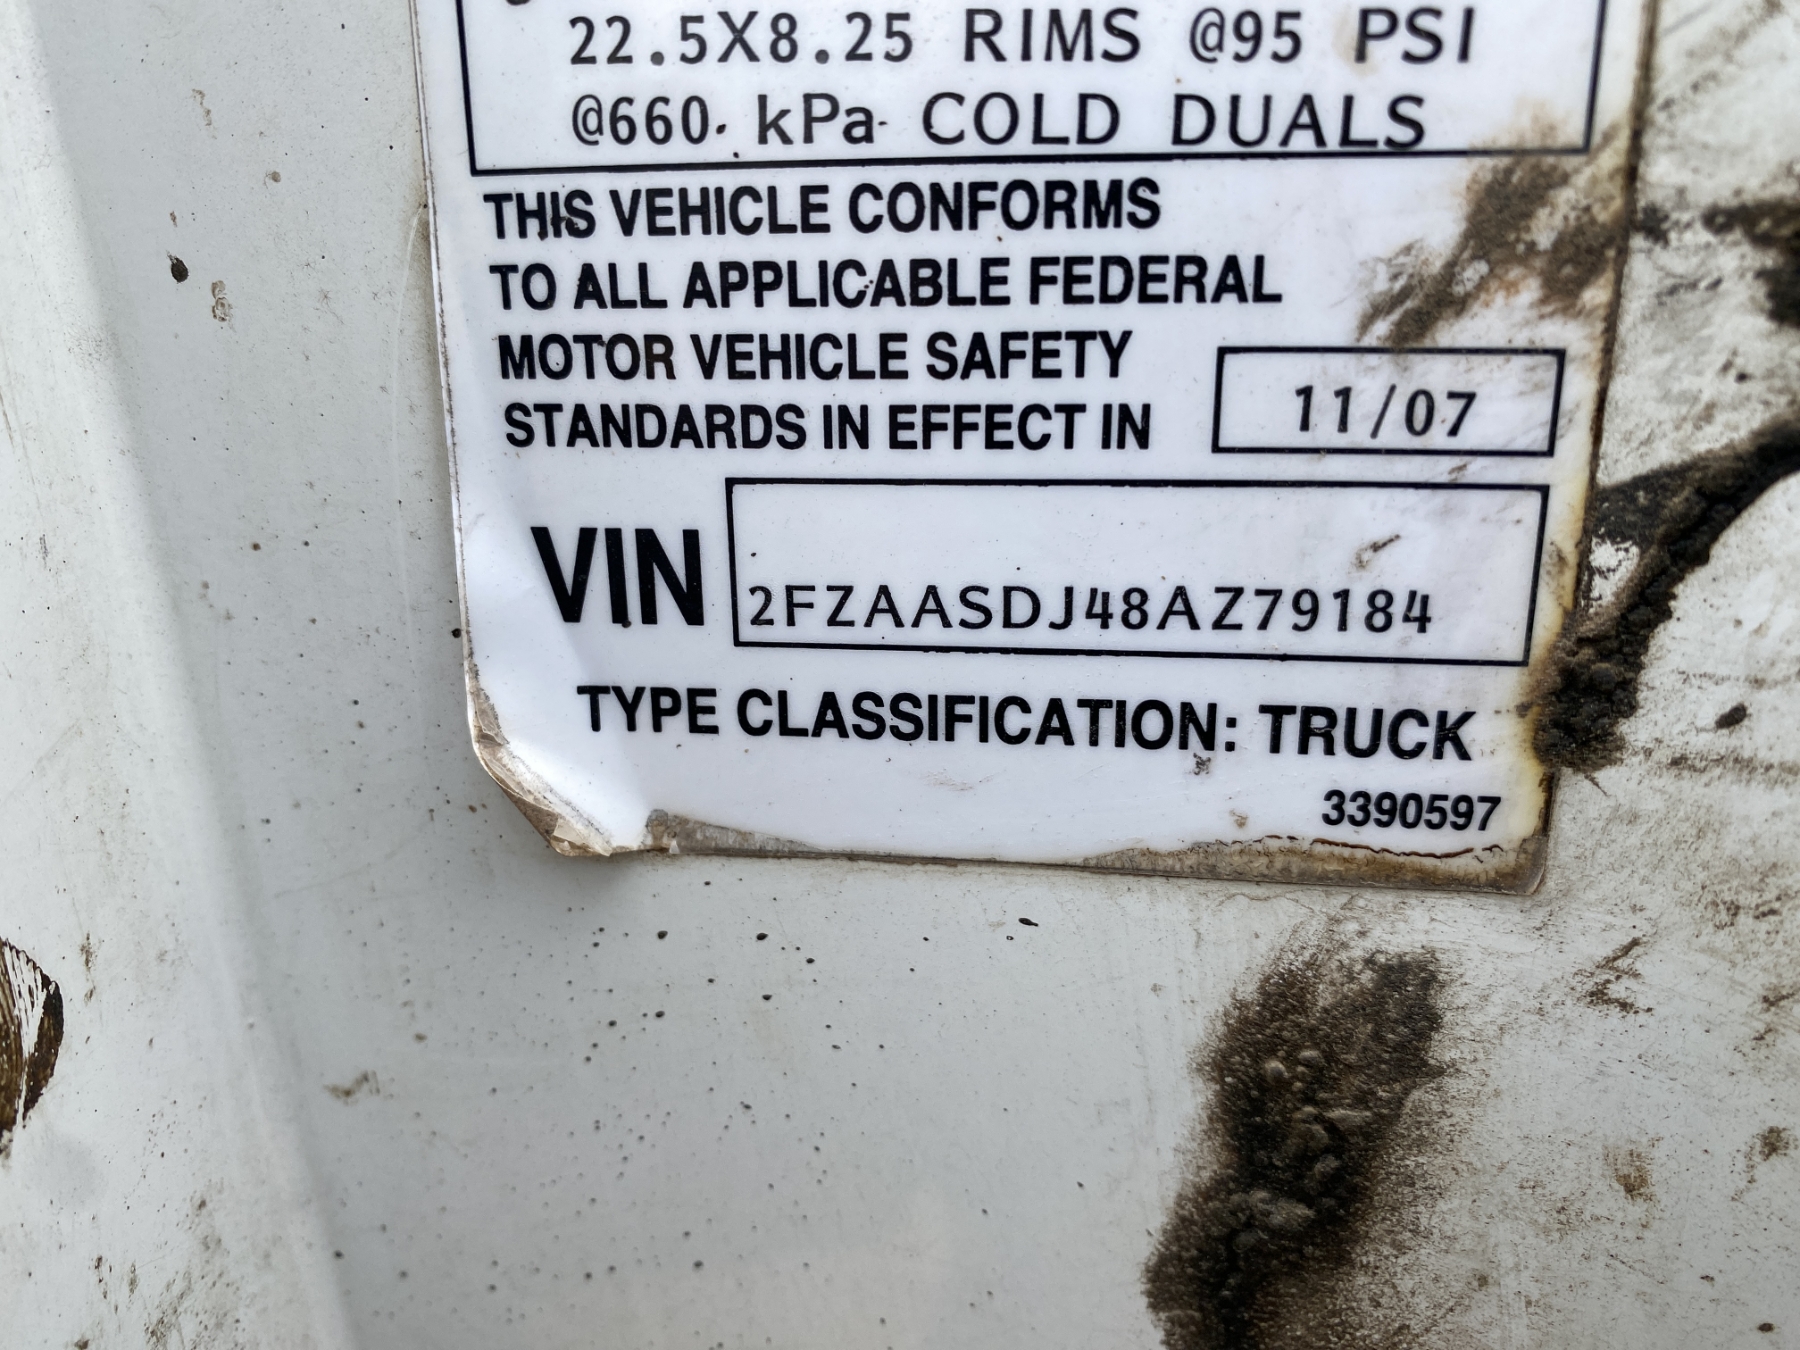 22.5X8.25 RIMS @95 PSI
@660 kPa COLD DUALS
THIS VEHICLE CONFORMS
TO ALL APPLICABLE FEDERAL
MOTOR VEHICLE SAFETY
STANDARDS IN EFFECT IN 11/07
VIN 2FZAASDJ48AZ79184
TYPE CLASSIFICATION: TRUCK
3390597